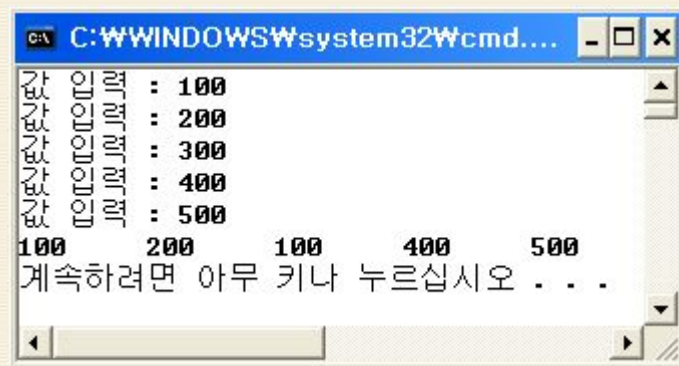 C:₩WINDOWS₩system32₩cmd....
값 입력 : 100
값 입력 : 200
값 입력 : 300
값 입력 : 400
값 입력 : 500
100 200 100 400 500
계속하려면 아무 키나 누르십시오 . . .